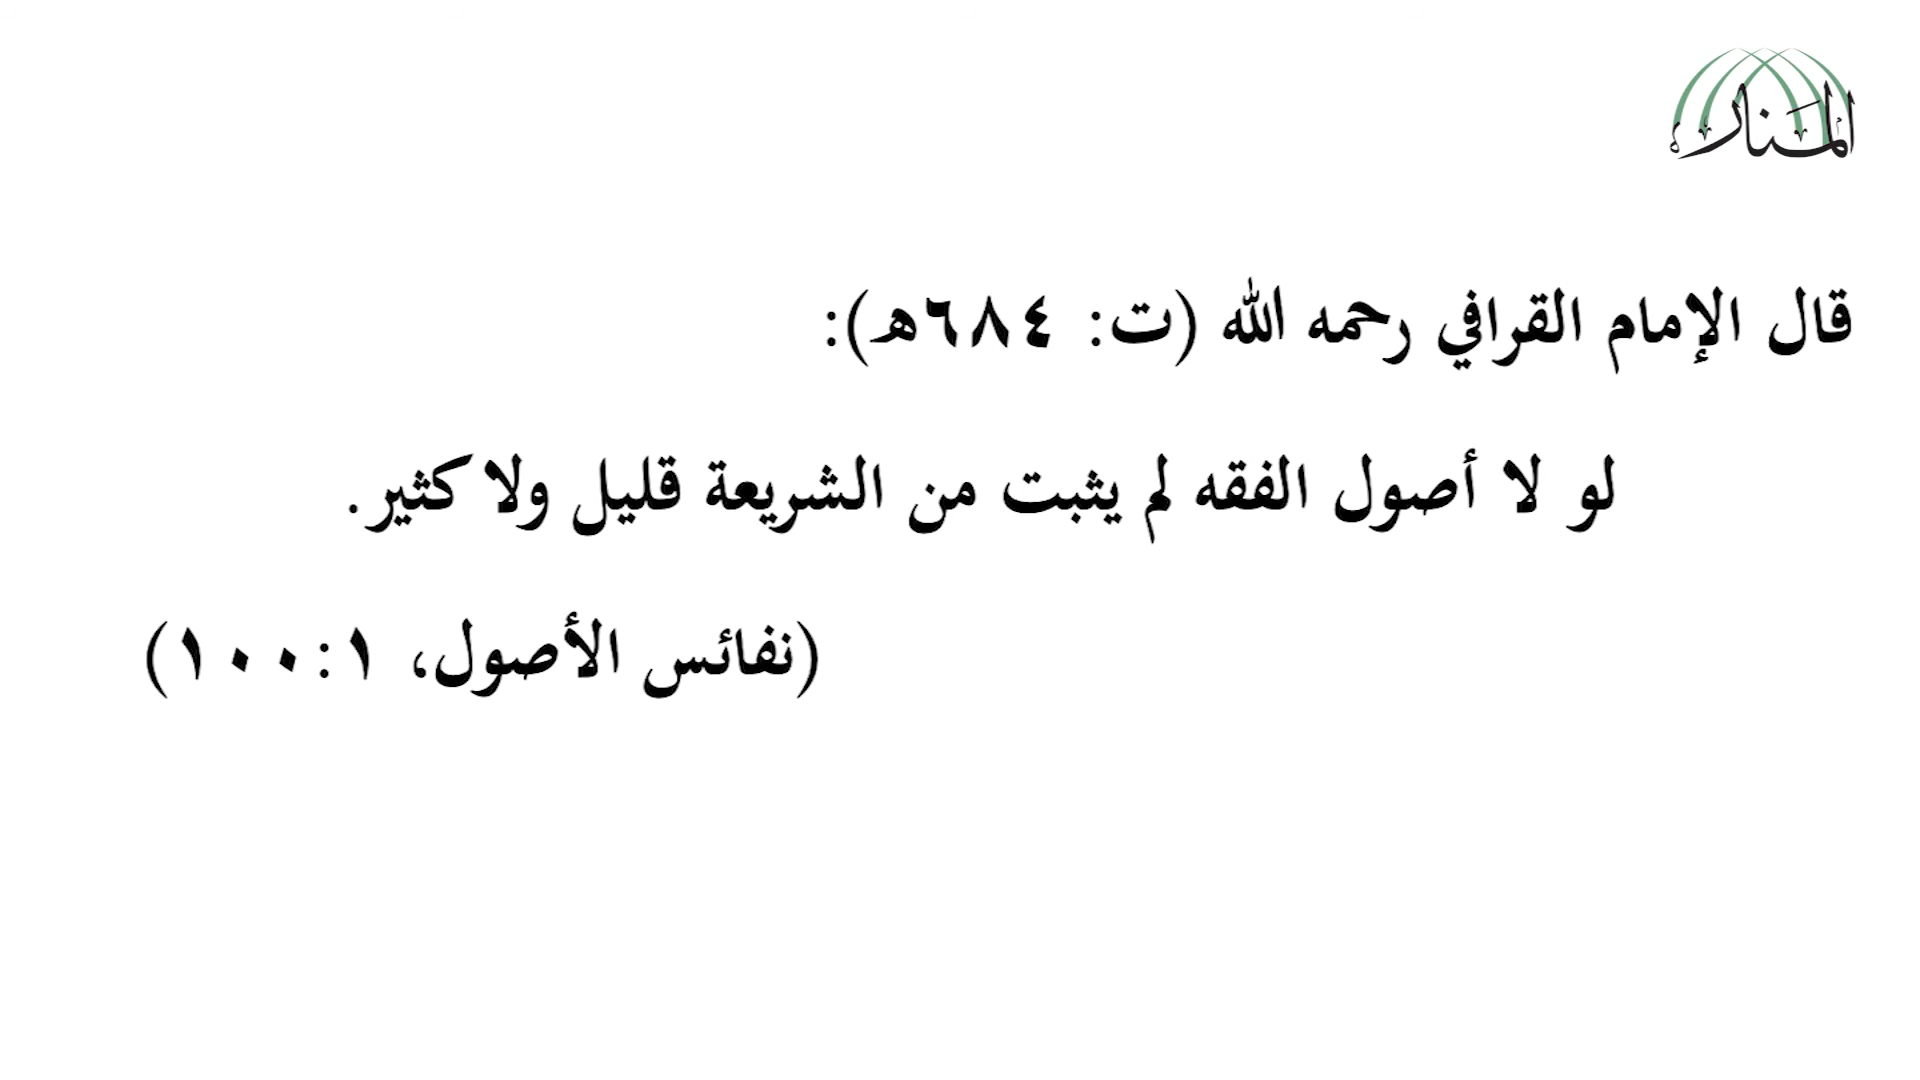 المنار
قال الإمام القرافي رحمه الله (ت: ٦٨٤هـ):
لو لا أصول الفقه لم يثبت من الشريعة قليل ولا كثير.
(نفائس الأصول، ١:١٠٠)